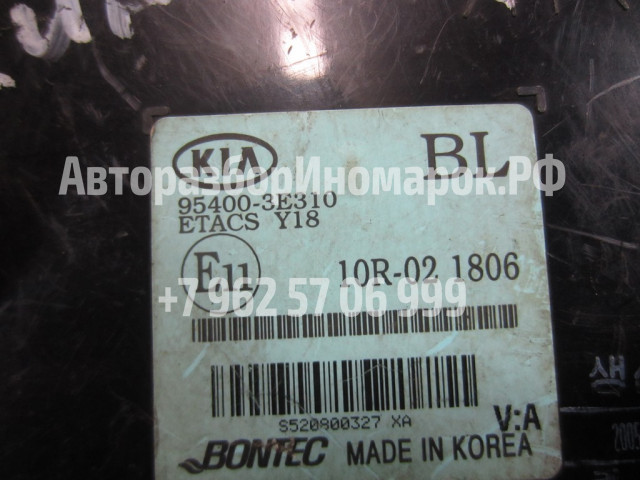 KIA
BL
АвторазборИномарок.РФ
95400-3E310
ETACS Y18
E11
10R-02 1806
+7 962 57 06 999
S520800327 XA
V:A
BONTEC MADE IN KOREA
생